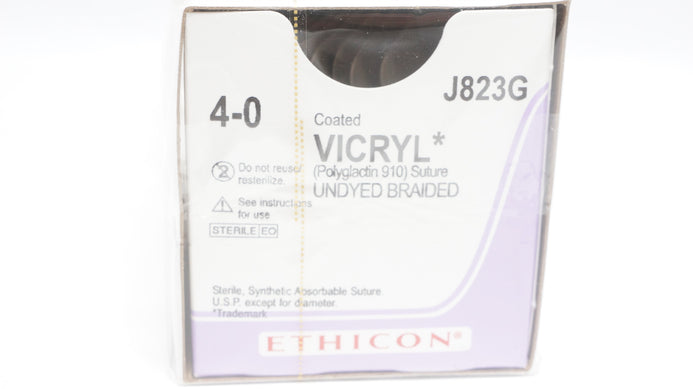 J823G
4-0
Coated
VICRYL*
(Polyglactin 910) Suture
UNDYED BRAIDED
Do not reuse/
resterilize.
See instructions
for use
STERILE EO
Sterile, Synthetic Absorbable Suture.
U.S.P. except for diameter.
*Trademark
ETHICON®